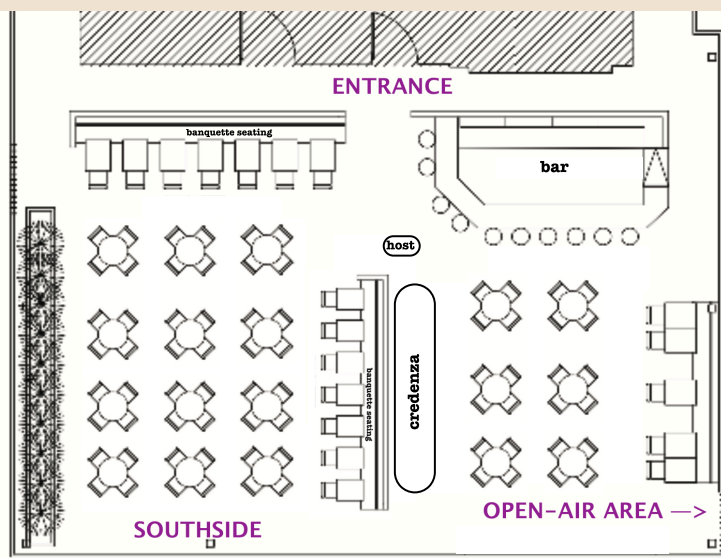 ENTRANCE
banquette seating
bar
host
banquette seating
credenza
OPEN-AIR AREA —>
SOUTHSIDE